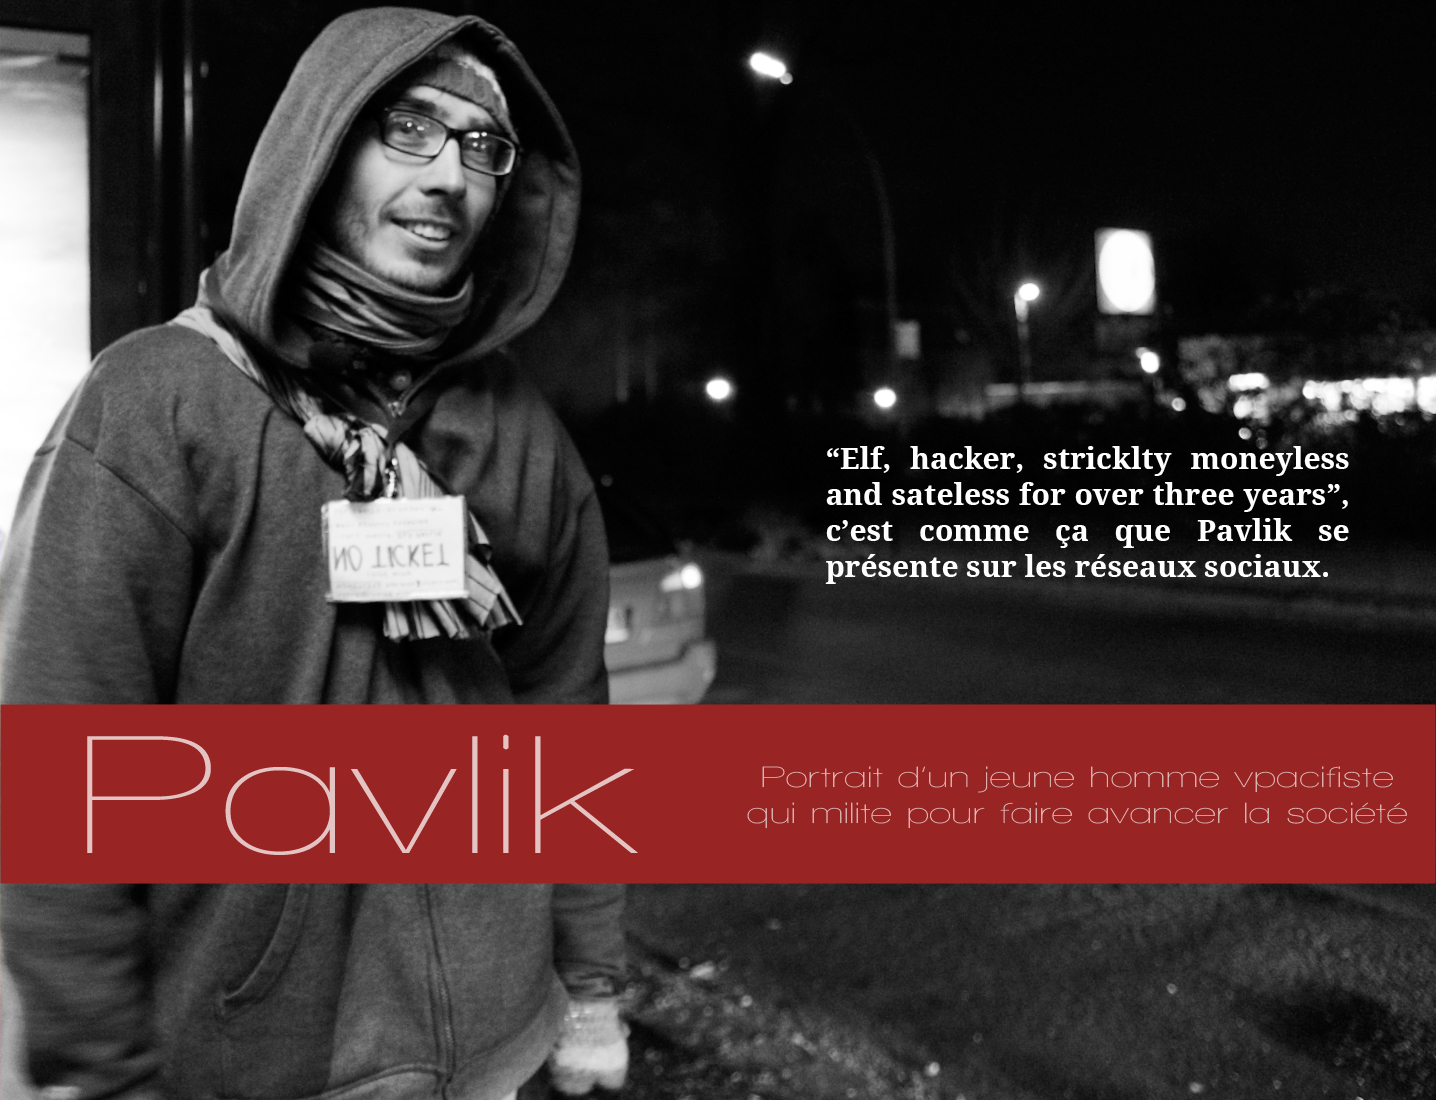 “Elf, hacker, stricklty moneyless
and sateless for over three years”,
c’est comme ça que Pavlik se
présente sur les réseaux sociaux.
NO TICKET
Pavlik
Portrait d’un jeune homme vpacifiste
qui milite pour faire avancer la société